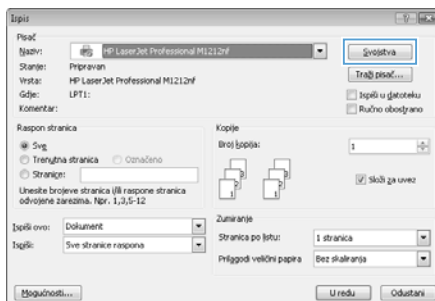 Ispis
Pisač
Naziv: HP LaserJet Professional M1212nf Svojstva
Stanje: Pripravan Traži pisač...
Vrsta: HP LaserJet Professional M1212nf
Gdje: LPT1: Ispiši u datoteku
Komentar: Ručno obostrano
Raspon stranica
Sve
Trenutna stranica Označeno
Stranice:
Unesite brojeve stranica i/ili raspone stranica
odvojene zarezima. Npr. 1,3,5-12
Kopije
Broj kopija: 1
Složi za uvez
Ispiši ovo: Dokument
Ispiši: Sve stranice raspona
Zumiranje
Stranica po listu: 1 stranica
Prilagodi veličini papira Bez skaliranja
Mogućnosti... U redu Odustani